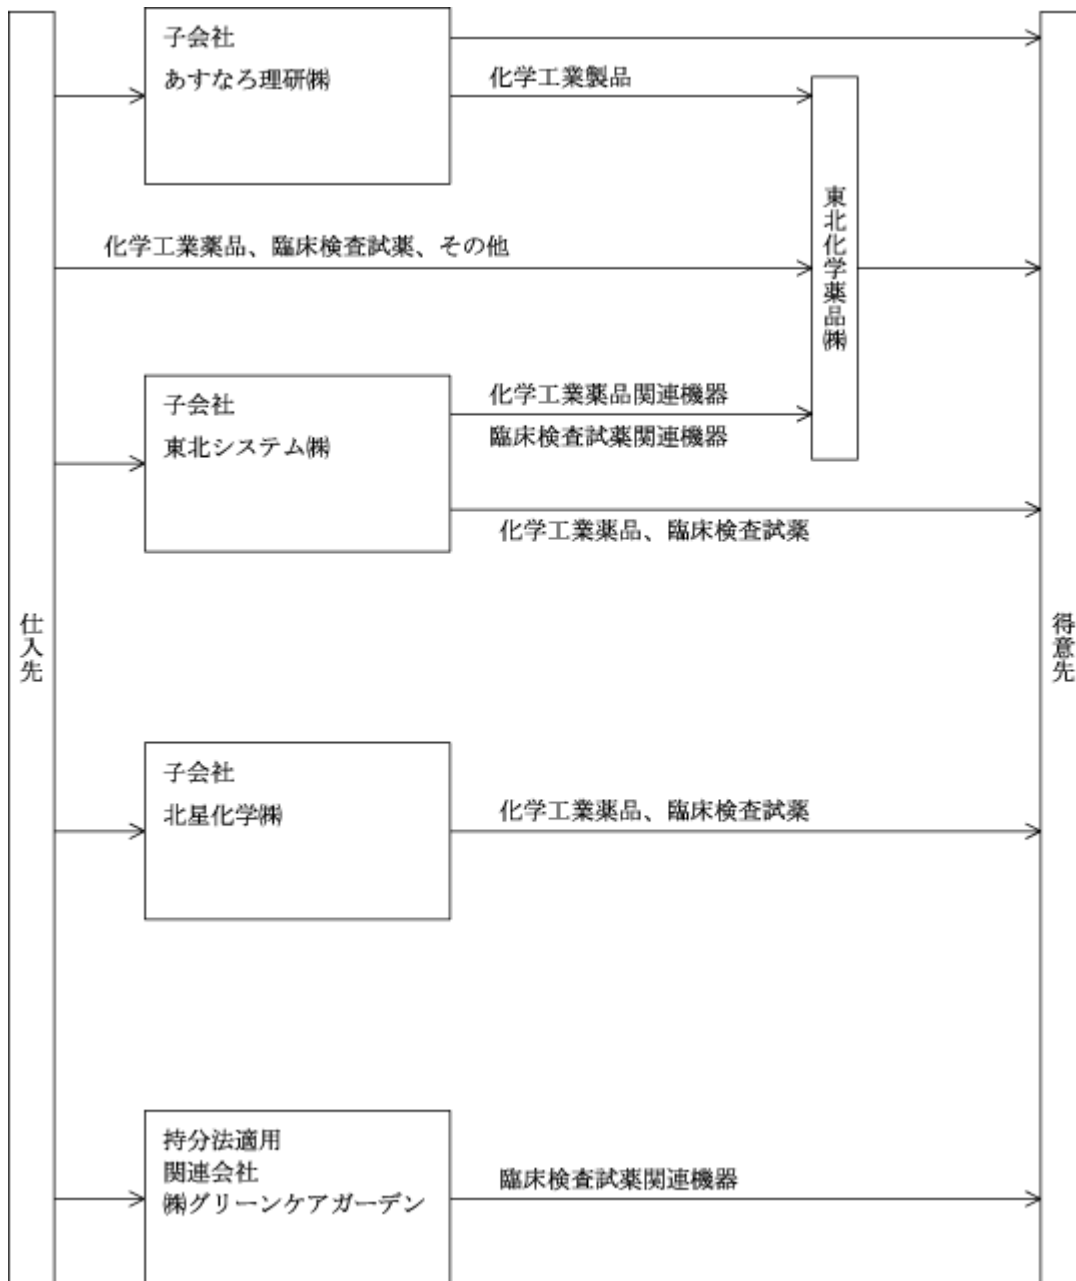 子会社
あすなろ理研㈱
化学工業製品
東北化学薬品㈱
化学工業薬品、臨床検査試薬、その他
子会社
東北システム㈱
化学工業薬品関連機器
臨床検査試薬関連機器
化学工業薬品、臨床検査試薬
仕入先
得意先
子会社
北星化学㈱
化学工業薬品、臨床検査試薬
持分法適用
関連会社
㈱グリーンケアガーデン
臨床検査試薬関連機器